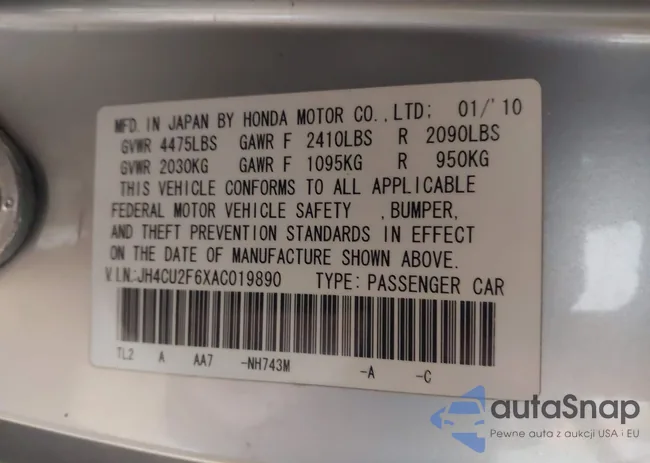 MFD. IN JAPAN BY HONDA MOTOR CO.,LTD; 01/'10
GVWR 4475LBS GAWR F 2410LBS R 2090LBS
GVWR 2030KG GAWR F 1095KG R 950KG
THIS VEHICLE CONFORMS TO ALL APPLICABLE
FEDERAL MOTOR VEHICLE SAFETY ,BUMPER,
AND THEFT PREVENTION STANDARDS IN EFFECT
ON THE DATE OF MANUFACTURE SHOWN ABOVE.
V.I.N.:JH4CU2F6XAC019890 TYPE: PASSENGER CAR
TL2 A AA7 -NH743M -A -C
autaSnap
Pewne auta z aukcji USA i EU